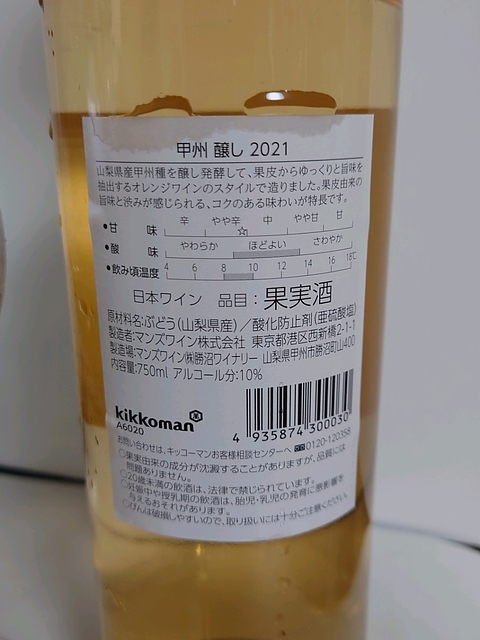 甲州 醸し 2021
山梨県産甲州種を醸し発酵して、果皮からゆっくりと旨味を
抽出するオレンジワインのスタイルで造りました。果皮由来の
旨味と渋みが感じられる、コクのある味わいが特長です。
辛 やや辛 中 やや甘 甘
●甘 味 ☆
●酸 味 やわらか ほどよい さわやか
●飲み頃温度 4 6 8 10 12 14 16 18℃
日本ワイン 品目：果実酒
原材料名：ぶどう（山梨県産）／酸化防止剤（亜硫酸塩）
製造者：マンズワイン株式会社 東京都港区西新橋2-1-1
製造場：マンズワイン㈱勝沼ワイナリー 山梨県甲州市勝沼町山400
内容量：750ml アルコール分：10%
kikkoman
A6020
4 935874 300030
お問い合わせは、キッコーマンお客様相談センターへ 0120-120358
○果実由来の成分が沈澱することがありますが、品質には
問題ありません。
○20歳未満の飲酒は、法律で禁じられています。
○妊娠中や授乳期の飲酒は、胎児・乳児の発育に悪影響を
与えるおそれがあります。
○びんは破損しやすいので、取り扱いには十分ご注意ください。